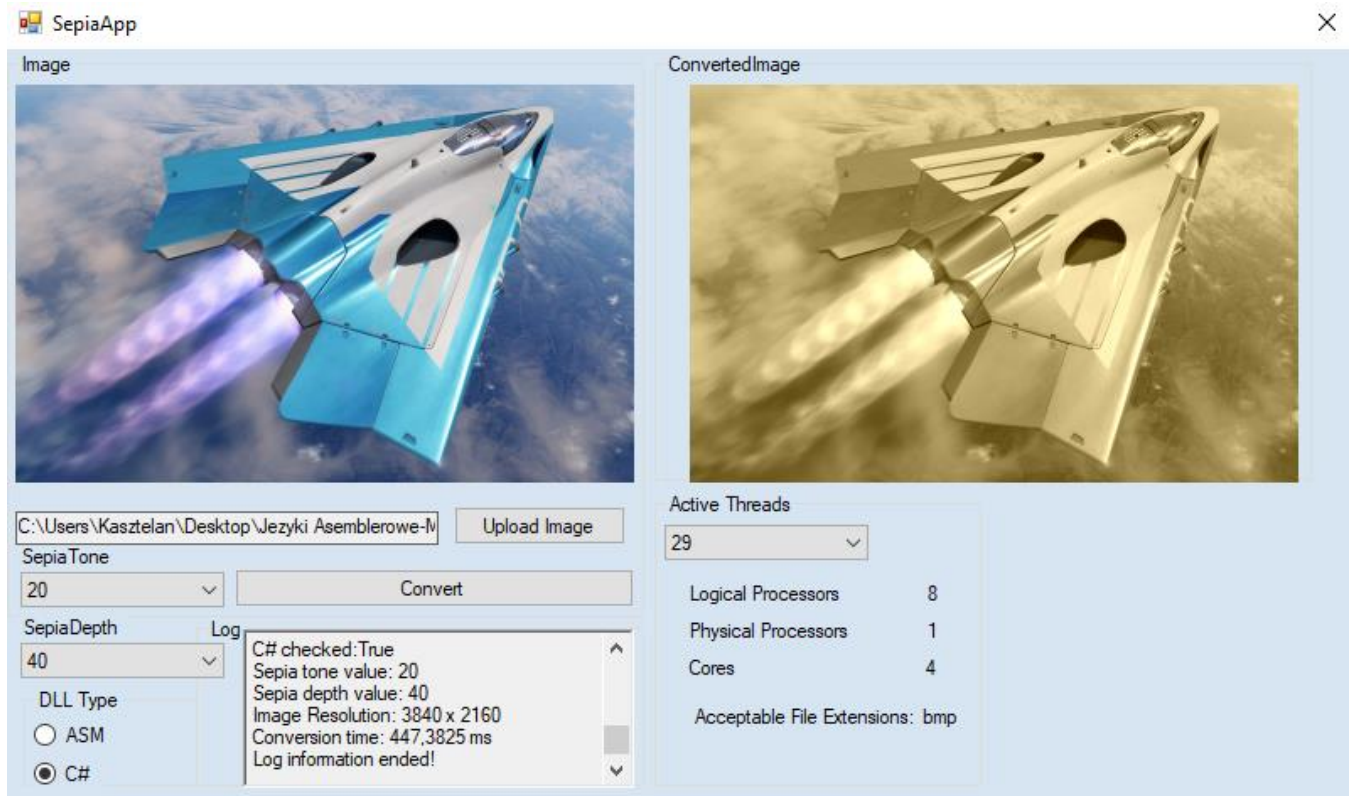 SepiaApp
Image
ConvertedImage
C:\Users\Kasztelan\Desktop\Jezyki Asemblerowe-M
Upload Image
SepiaTone
20
Convert
SepiaDepth
40
DLL Type
ASM
C#
Log
C# checked:True
Sepia tone value: 20
Sepia depth value: 40
Image Resolution: 3840 x 2160
Conversion time: 447,3825 ms
Log information ended!
Active Threads
29
Logical Processors 8
Physical Processors 1
Cores 4
Acceptable File Extensions: bmp